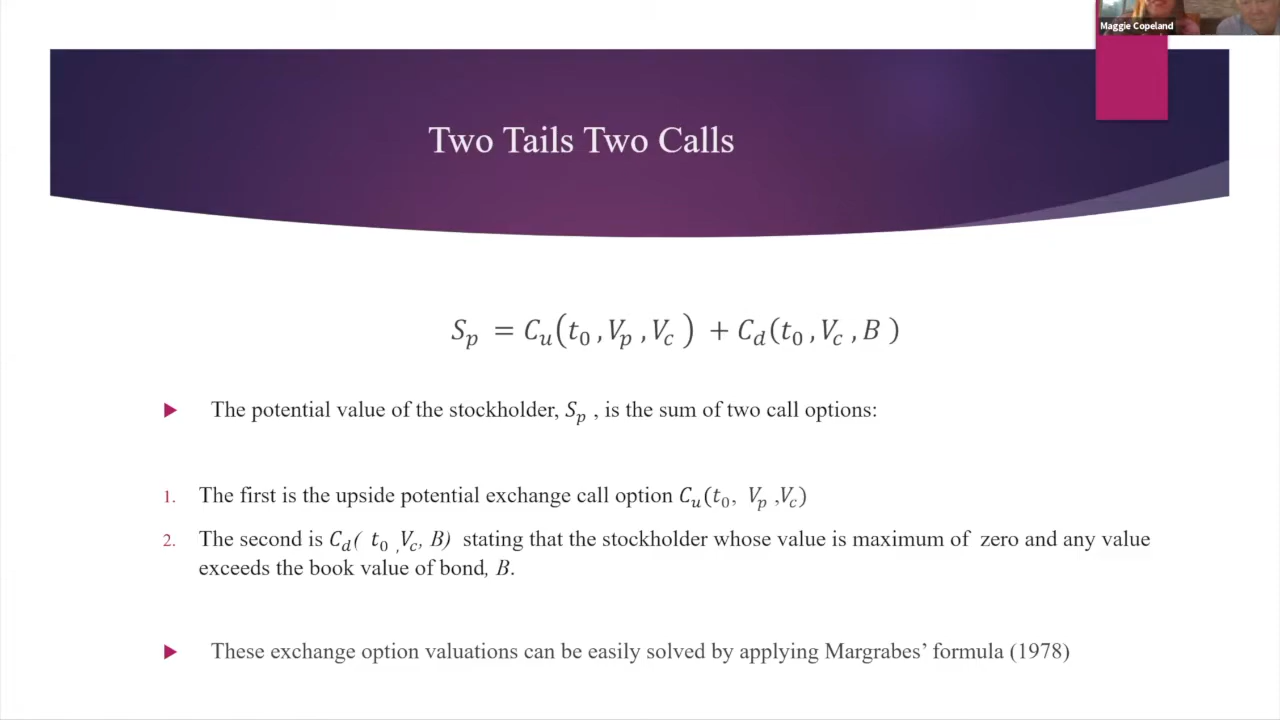 Maggie Copeland
Two Tails Two Calls
S_p = C_u(t_0, V_p, V_c) + C_d(t_0, V_c, B)
The potential value of the stockholder, S_p, is the sum of two call options:
1. The first is the upside potential exchange call option C_u(t_0, V_p, V_c)
2. The second is C_d( t_0, V_c, B) stating that the stockholder whose value is maximum of zero and any value
exceeds the book value of bond, B.
These exchange option valuations can be easily solved by applying Margrabes’ formula (1978)